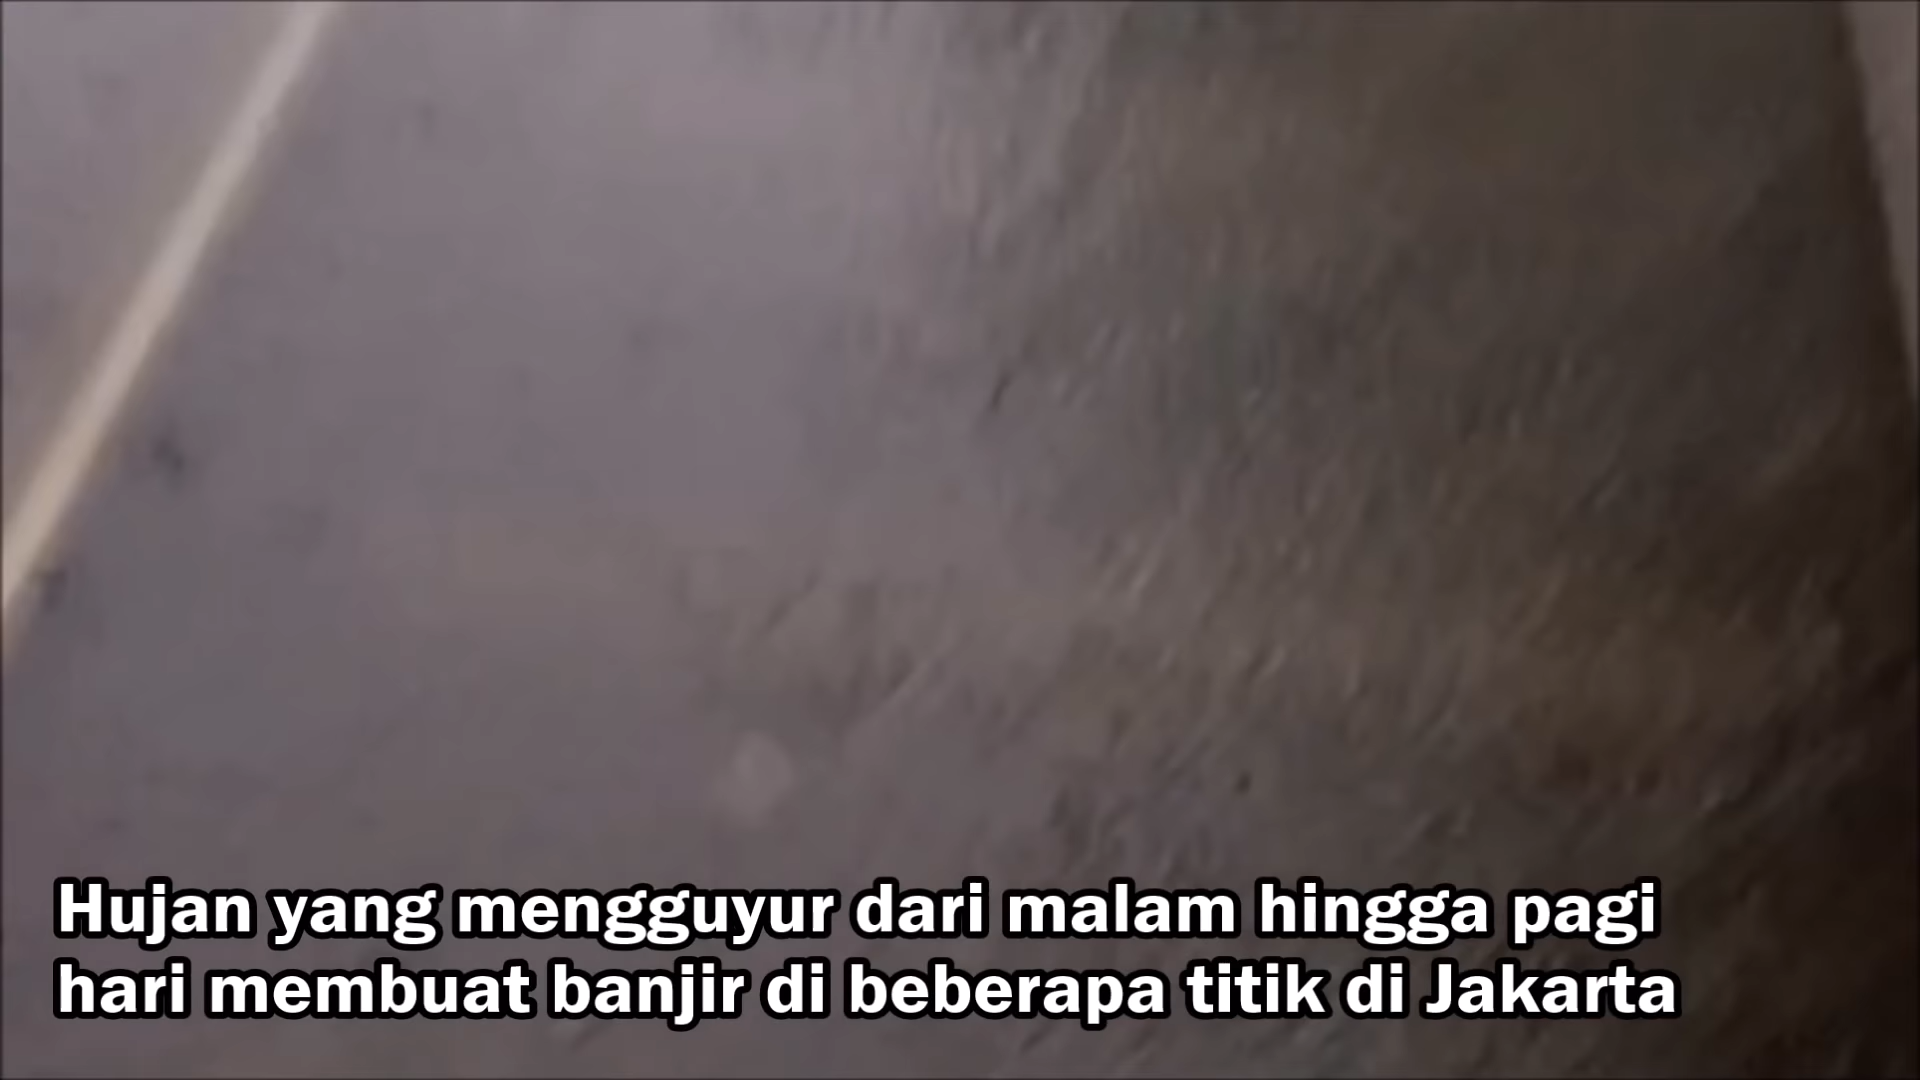 Hujan yang mengguyur dari malam hingga pagi
hari membuat banjir di beberapa titik di Jakarta